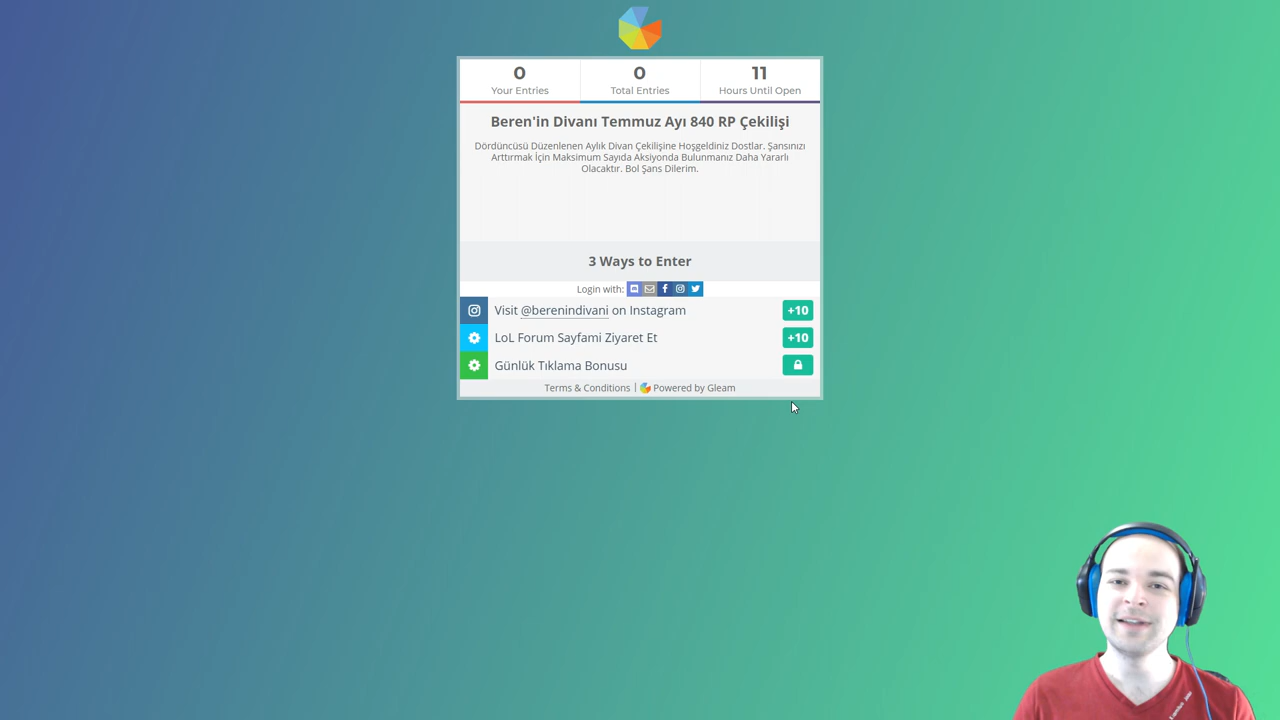 0
Your Entries
0
Total Entries
11
Hours Until Open
Beren'in Divanı Temmuz Ayı 840 RP Çekilişi
Dördüncüsü Düzenlenen Aylık Divan Çekilişine Hoşgeldiniz Dostlar. Şansınızı
Arttırmak İçin Maksimum Sayıda Aksiyonda Bulunmanız Daha Yararlı
Olacaktır. Bol Şans Dilerim.
3 Ways to Enter
Login with:
Visit @berenindivani on Instagram +10
LoL Forum Sayfami Ziyaret Et +10
Günlük Tıklama Bonusu
Terms & Conditions | Powered by Gleam